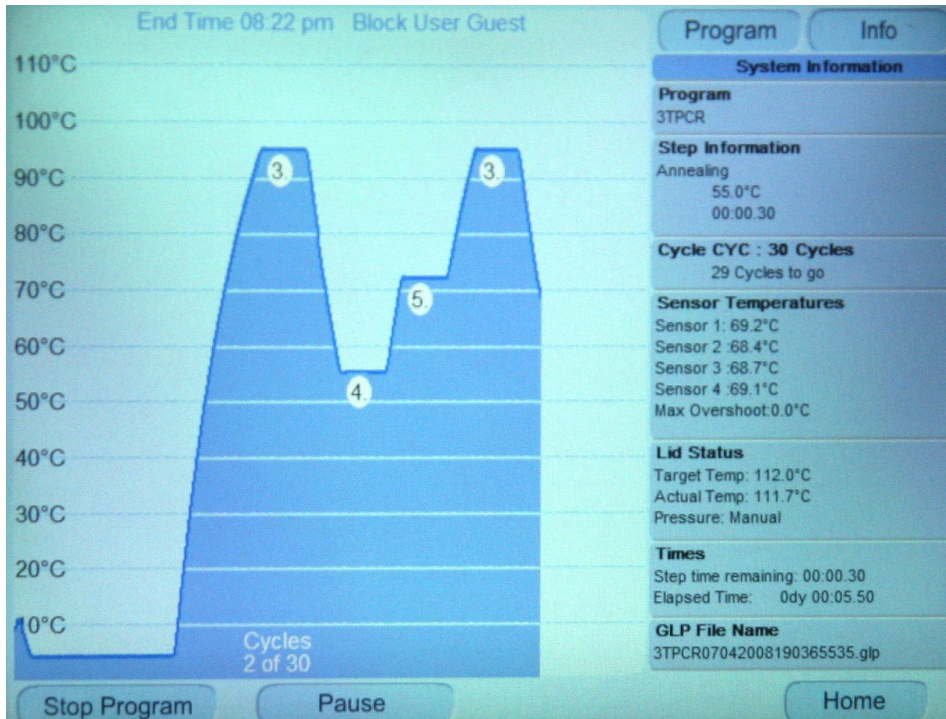 End Time 08:22 pm Block User Guest
Program
Info
110°C
100°C
90°C
80°C
70°C
60°C
50°C
40°C
30°C
20°C
10°C
3.
3.
5.
4.
Cycles
2 of 30
System Information
Program
3TPCR
Step Information
Annealing
55.0°C
00:00.30
Cycle CYC : 30 Cycles
29 Cycles to go
Sensor Temperatures
Sensor 1: 69.2°C
Sensor 2 :68.4°C
Sensor 3 :68.7°C
Sensor 4 :69.1°C
Max Overshoot:0.0°C
Lid Status
Target Temp: 112.0°C
Actual Temp: 111.7°C
Pressure: Manual
Times
Step time remaining: 00:00.30
Elapsed Time: 0dy 00:05.50
GLP File Name
3TPCR07042008190365535.glp
Stop Program
Pause
Home